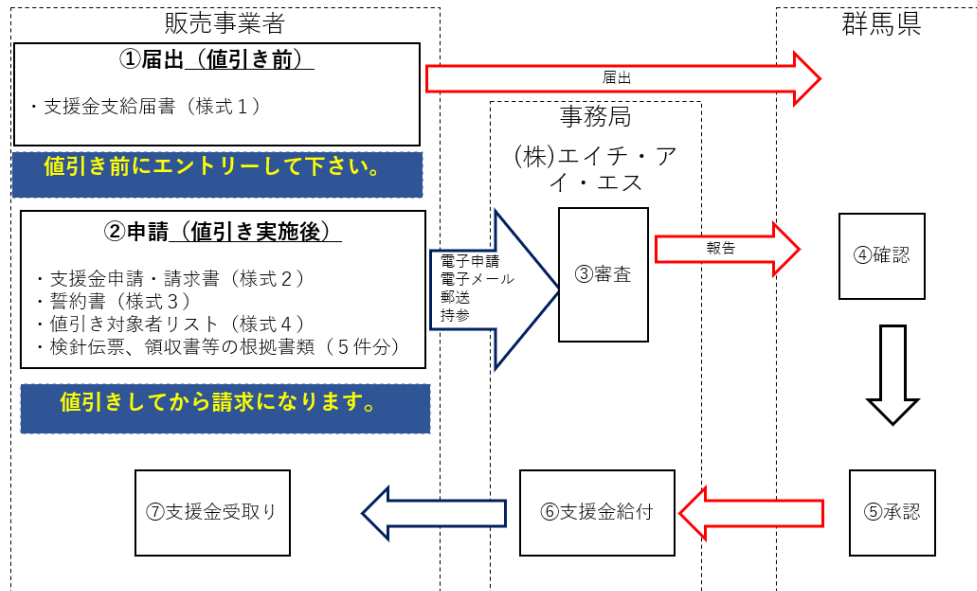 販売事業者
群馬県
①届出（値引き前）
・支援金支給届書（様式１）
届出
値引き前にエントリーして下さい。
事務局
(株)エイチ・ア
イ・エス
②申請（値引き実施後）
・支援金申請・請求書（様式２）
・誓約書（様式３）
・値引き対象者リスト（様式４）
・検針伝票、領収書等の根拠書類（５件分）
電子申請
電子メール
郵送
持参
③審査
報告
④確認
値引きしてから請求になります。
⑦支援金受取り
⑥支援金給付
⑤承認